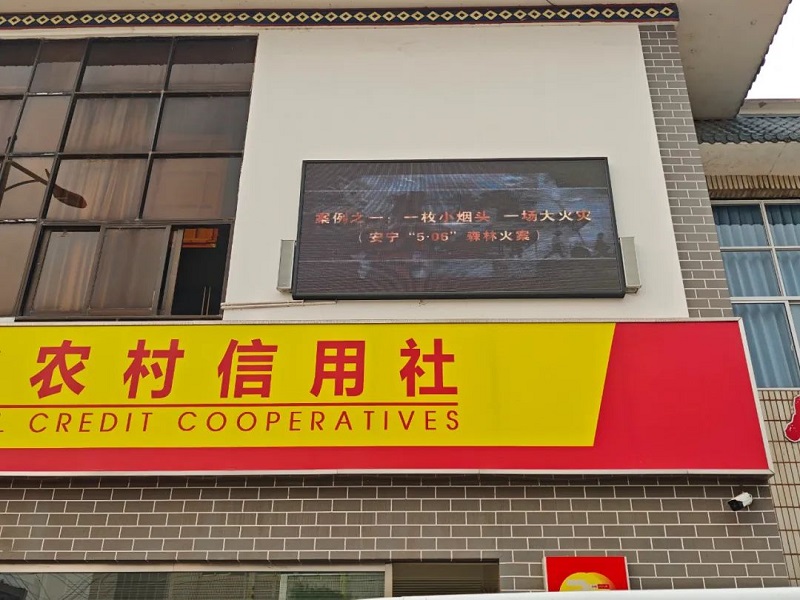 案例之一：一枚小烟头 一场大火灾
（安宁“5·05”森林火案）
农村信用社
L CREDIT COOPERATIVES